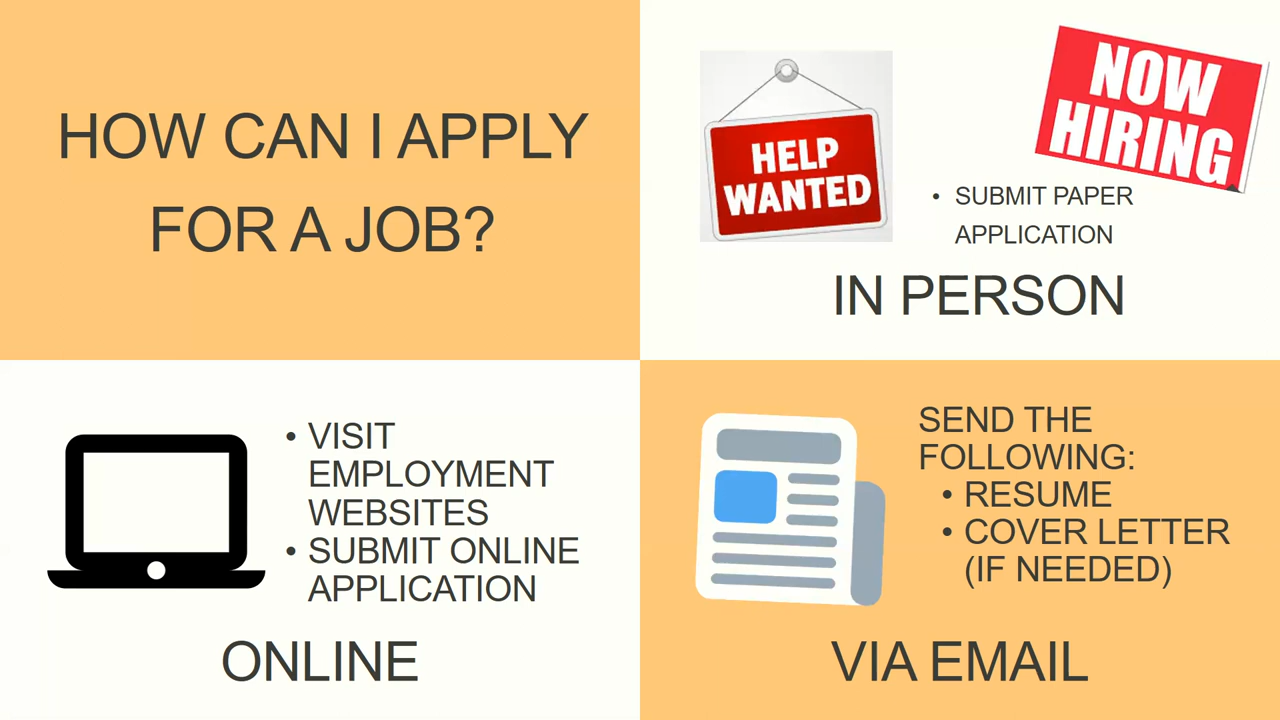 HOW CAN I APPLY
FOR A JOB?
HELP
WANTED
NOW
HIRING
• SUBMIT PAPER
APPLICATION
IN PERSON
• VISIT
EMPLOYMENT
WEBSITES
• SUBMIT ONLINE
APPLICATION
ONLINE
SEND THE
FOLLOWING:
• RESUME
• COVER LETTER
(IF NEEDED)
VIA EMAIL